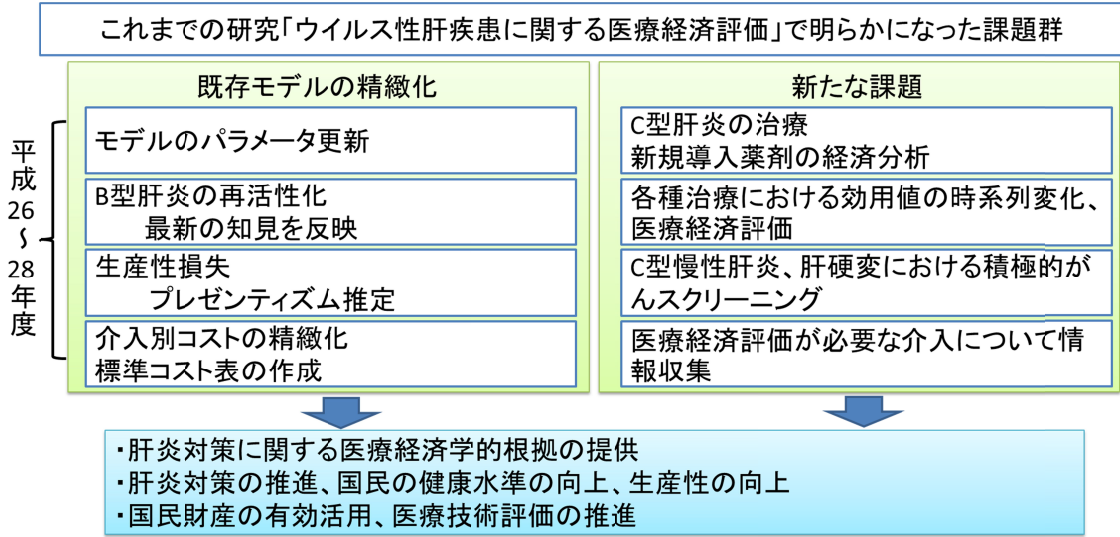 これまでの研究「ウイルス性肝疾患に関する医療経済評価」で明らかになった課題群
平成26～28年度
既存モデルの精緻化
モデルのパラメータ更新
B型肝炎の再活性化
最新の知見を反映
生産性損失
プレゼンティズム推定
介入別コストの精緻化
標準コスト表の作成
新たな課題
C型肝炎の治療
新規導入薬剤の経済分析
各種治療における効用値の時系列変化、
医療経済評価
C型慢性肝炎、肝硬変における積極的が
んスクリーニング
医療経済評価が必要な介入について情
報収集
・肝炎対策に関する医療経済学的根拠の提供
・肝炎対策の推進、国民の健康水準の向上、生産性の向上
・国民財産の有効活用、医療技術評価の推進